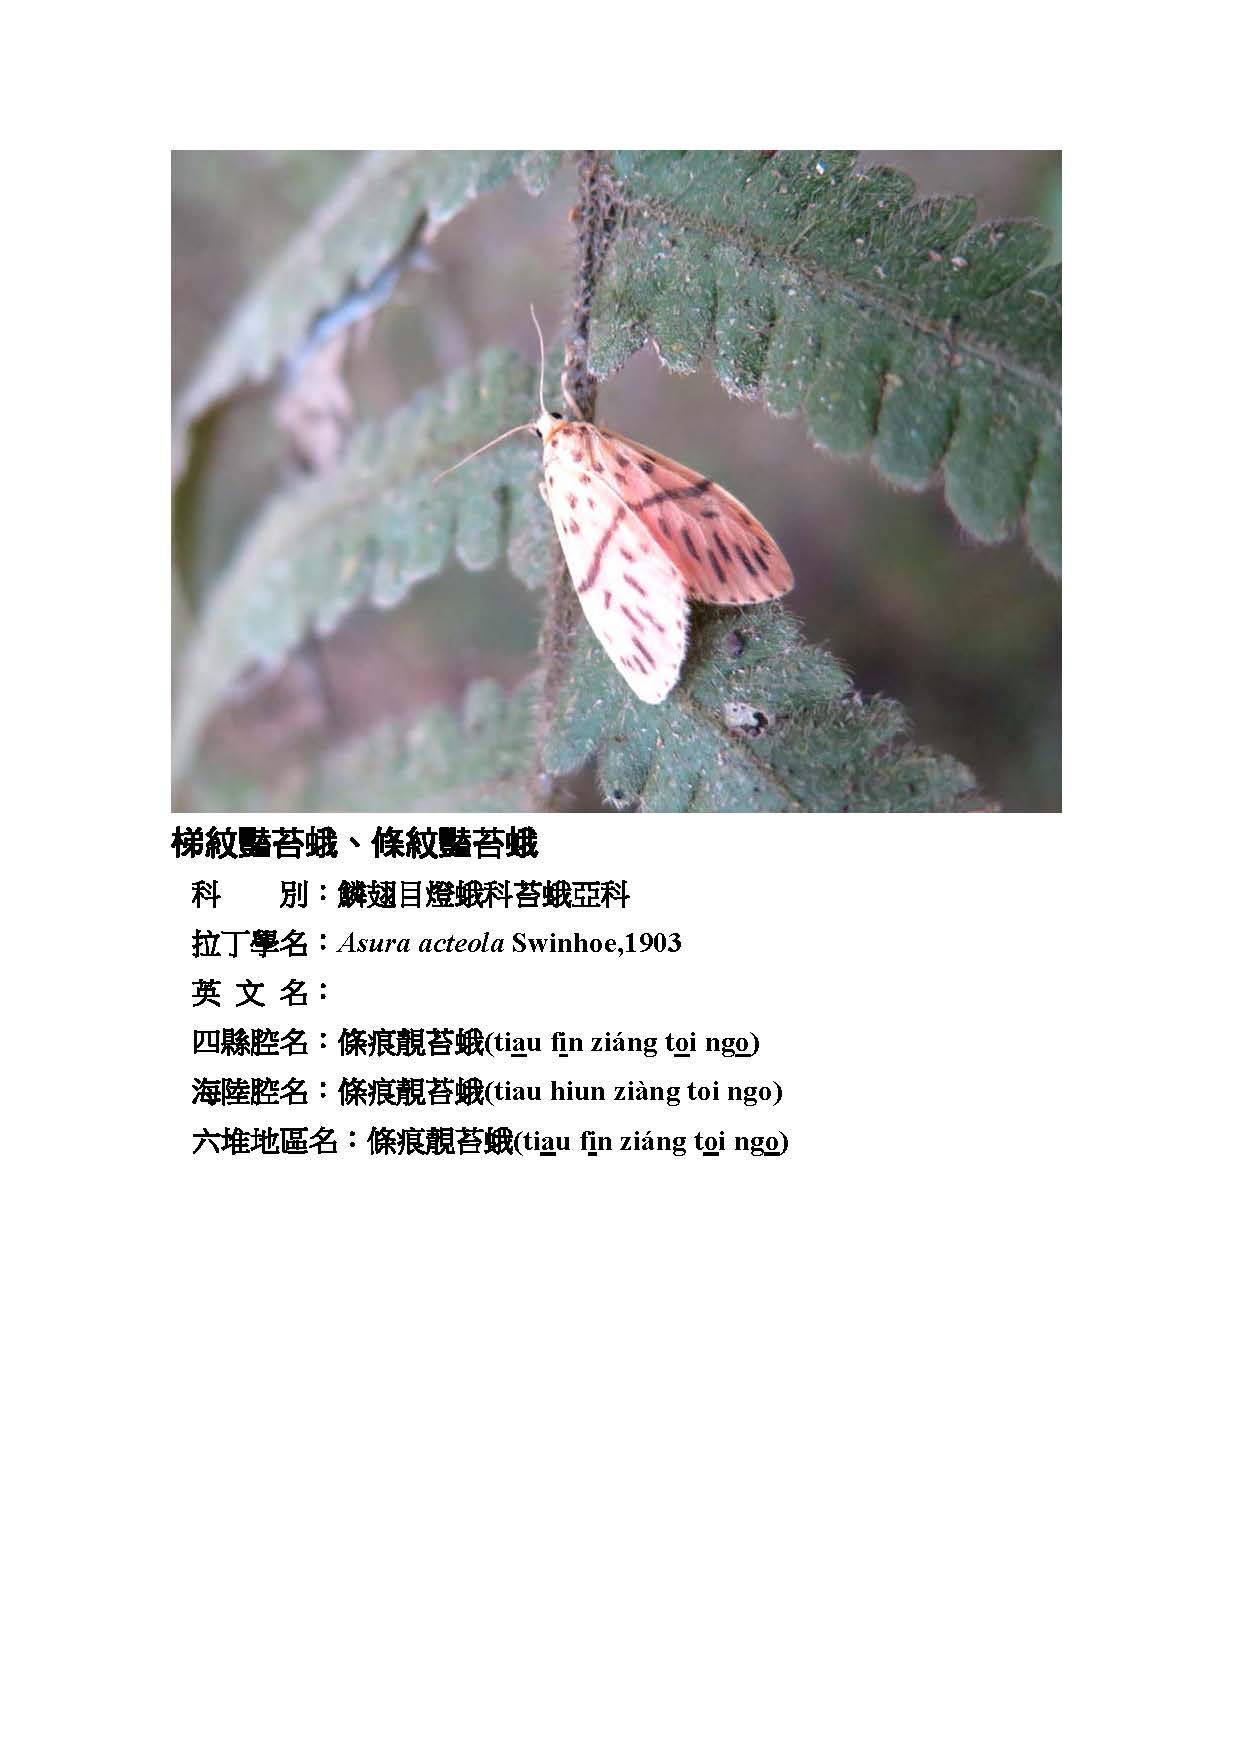 梯紋豔苔蛾、條紋豔苔蛾
科　　別：鱗翅目燈蛾科苔蛾亞科
拉丁學名：Asura acteola Swinhoe,1903
英 文 名：
四縣腔名：條痕靚苔蛾(tiau fin ziáng toi ngo)
海陸腔名：條痕靚苔蛾(tiau hiun ziàng toi ngo)
六堆地區名：條痕靚苔蛾(tiau fin ziáng toi ngo)